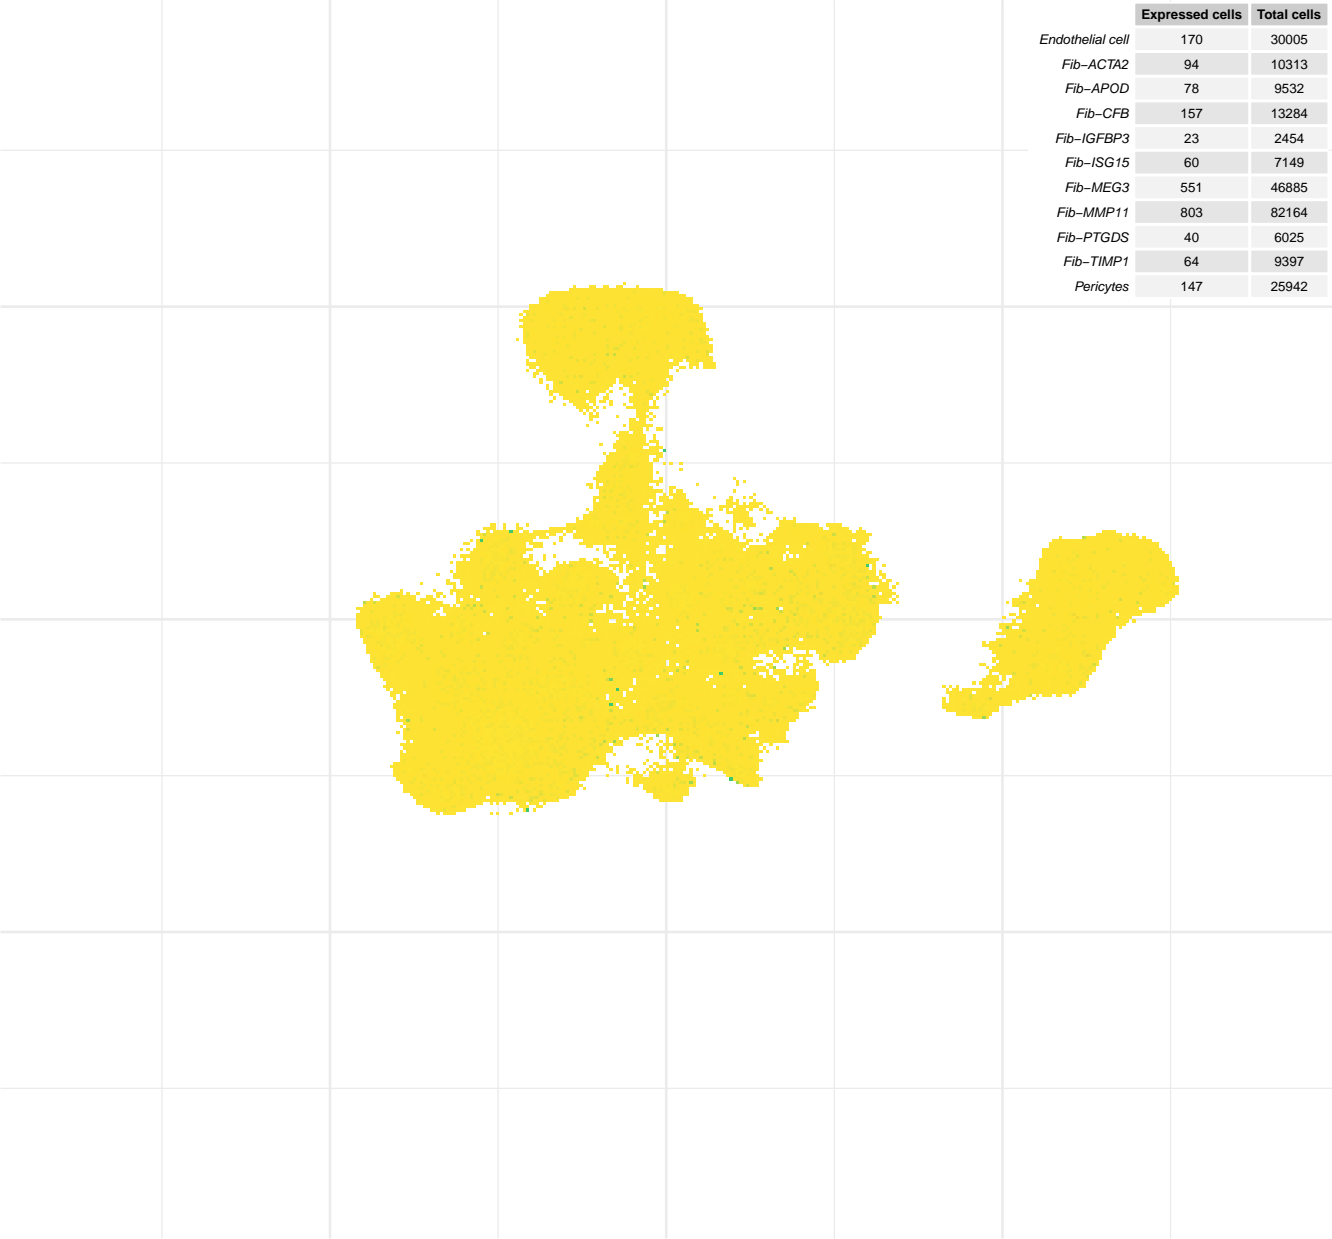 Expressed cells Total cells
Endothelial cell 170 30005
Fib−ACTA2 94 10313
Fib−APOD 78 9532
Fib−CFB 157 13284
Fib−IGFBP3 23 2454
Fib−ISG15 60 7149
Fib−MEG3 551 46885
Fib−MMP11 803 82164
Fib−PTGDS 40 6025
Fib−TIMP1 64 9397
Pericytes 147 25942